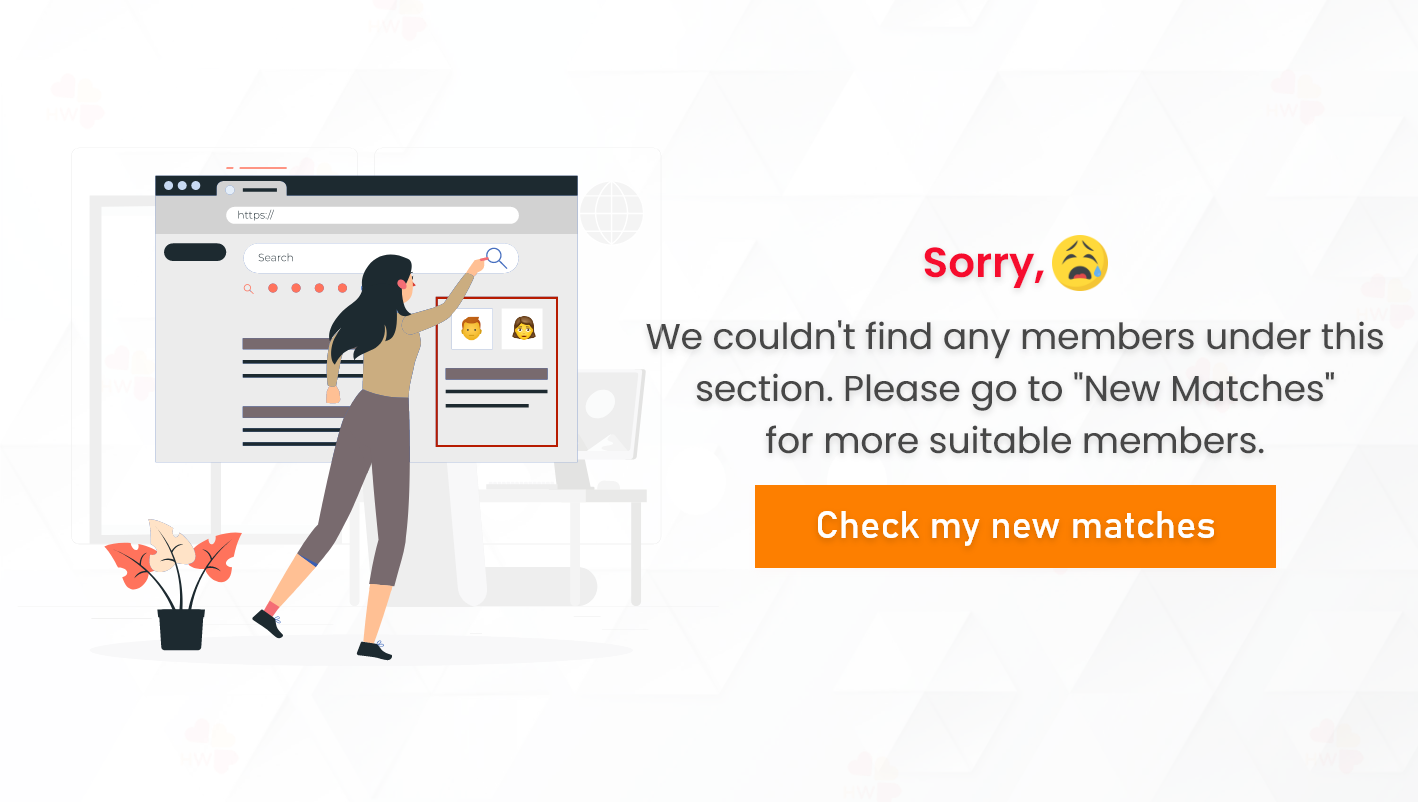 https://
Search
Sorry,
We couldn't find any members under this
section. Please go to "New Matches"
for more suitable members.
Check my new matches